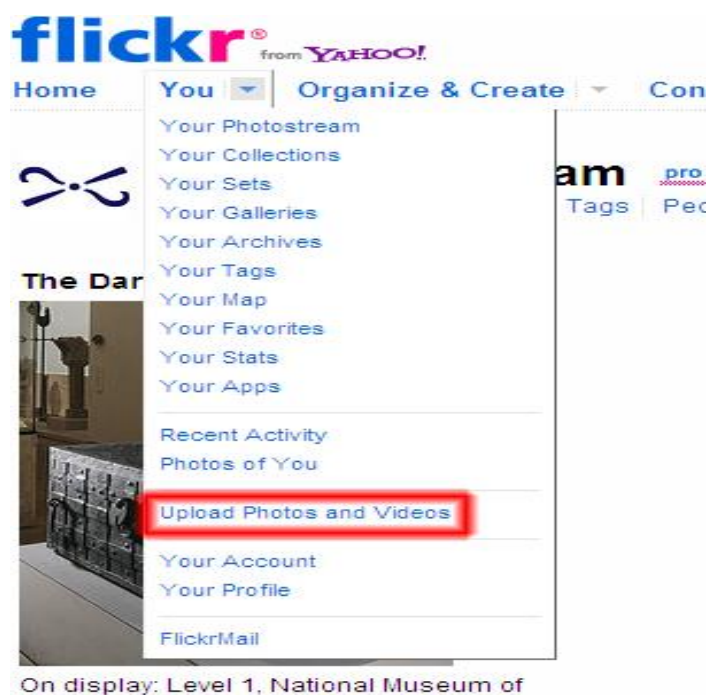 flickr® from YAHOO!
Home You Organize & Create Con
Your Photostream
Your Collections
Your Sets
Your Galleries
Your Archives
Your Tags
Your Map
Your Favorites
Your Stats
Your Apps
Recent Activity
Photos of You
Upload Photos and Videos
Your Account
Your Profile
FlickrMail
am pro
Tags Peo
The Dar
On display: Level 1, National Museum of